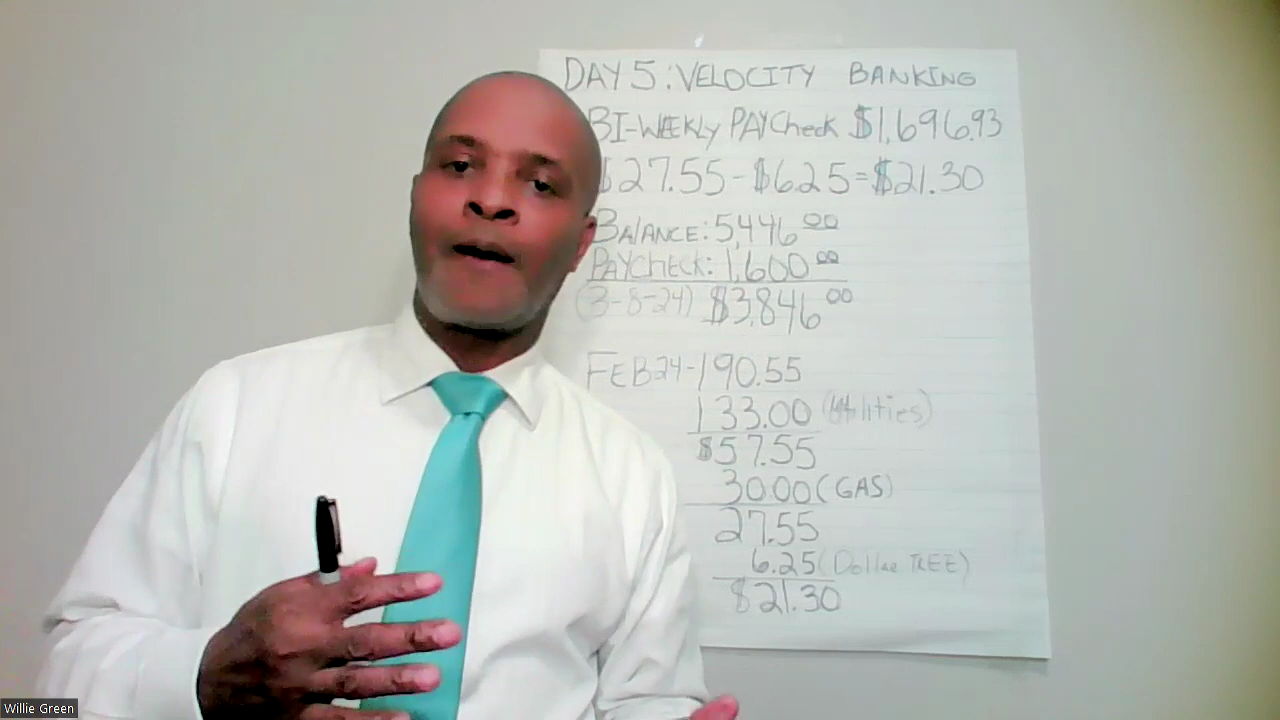 DAY 5: VELOCITY BANKING
BI-WEEKLY PAYCheck $1,696.93
$27.55-$6.25=$21.30
BAlANCE: 5,446 00
PAYCHECK: 1,600 00
(3-8-24) $3,846 00
FEB 24-190.55
133.00 (Utilities)
$57.55
30.00 (GAS)
27.55
6.25 (Dollar TREE)
$21.30
Willie Green